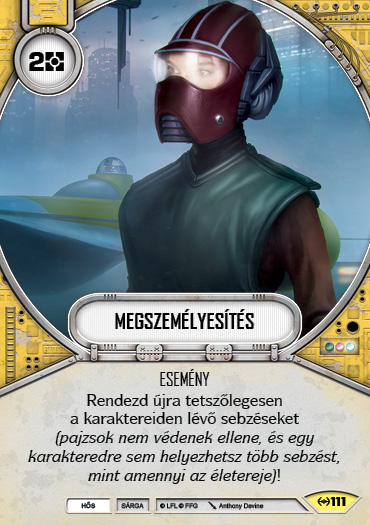 2
MEGSZEMÉLYESÍTÉS
ESEMÉNY
Rendezd újra tetszőlegesen
a karaktereiden lévő sebzéseket
(pajzsok nem védenek ellene, és egy
karakteredre sem helyezhetsz több sebzést,
mint amennyi az életereje)!
HŐS SÁRGA © LFL © FFG Anthony Devine 111